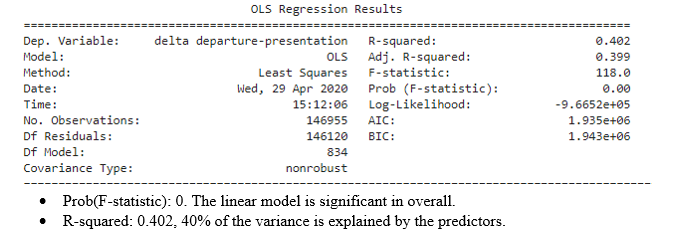 OLS Regression Results
==============================================================================
Dep. Variable: delta departure-presentation R-squared: 0.402
Model: OLS Adj. R-squared: 0.399
Method: Least Squares F-statistic: 118.0
Date: Wed, 29 Apr 2020 Prob (F-statistic): 0.00
Time: 15:12:06 Log-Likelihood: -9.6652e+05
No. Observations: 146955 AIC: 1.935e+06
Df Residuals: 146120 BIC: 1.943e+06
Df Model: 834
Covariance Type: nonrobust
------------------------------------------------------------------------------
• Prob(F-statistic): 0. The linear model is significant in overall.
• R-squared: 0.402, 40% of the variance is explained by the predictors.